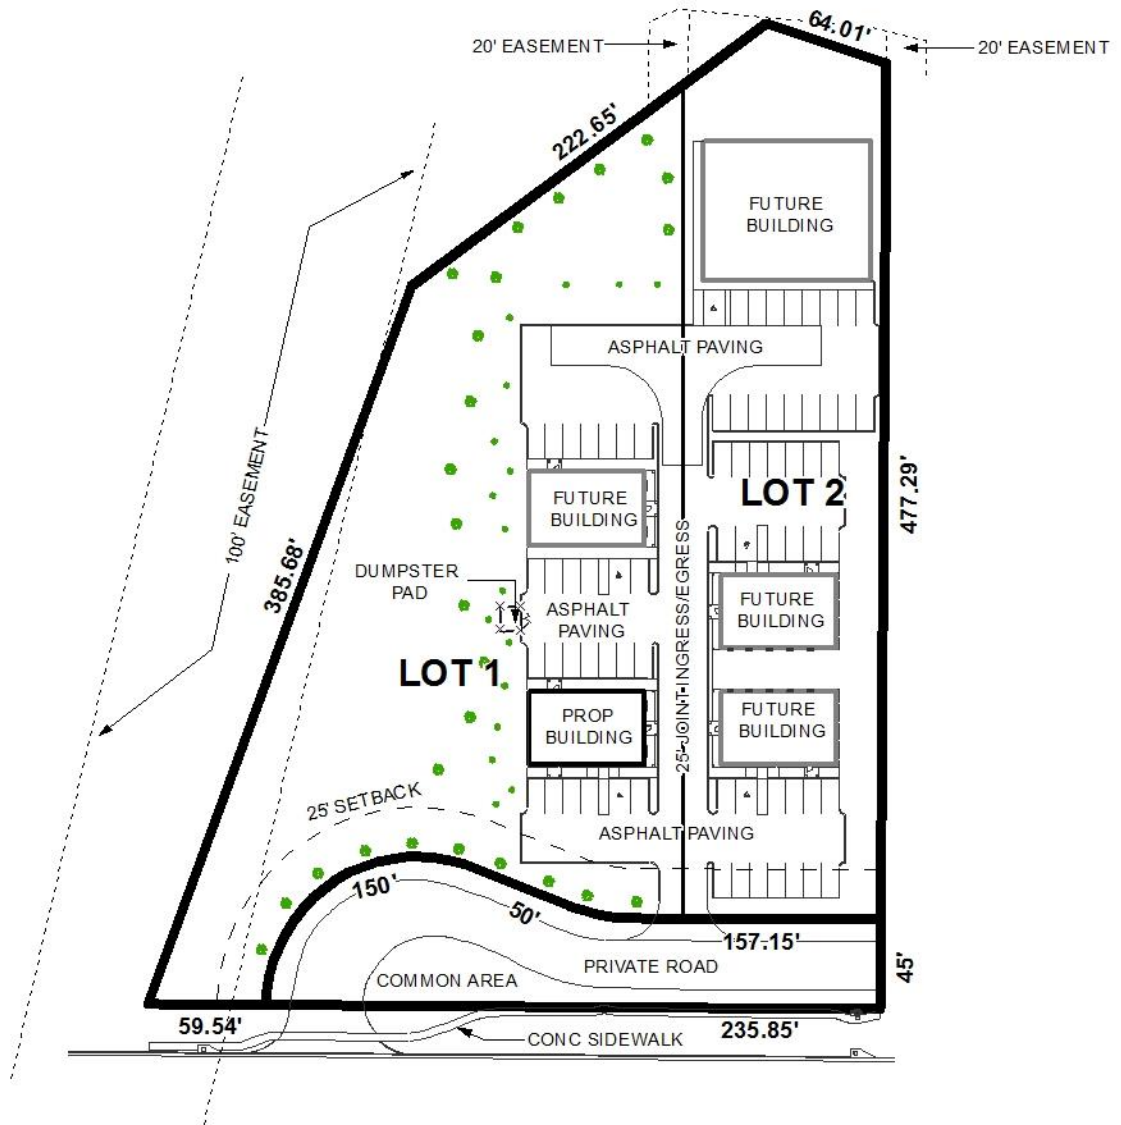 64.01'
20' EASEMENT
20' EASEMENT
222.65'
FUTURE
BUILDING
ASPHALT PAVING
100' EASEMENT
385.68'
FUTURE
BUILDING
LOT 2
477.29'
25' JOINT INGRESS/EGRESS
DUMPSTER
PAD
ASPHALT
PAVING
FUTURE
BUILDING
LOT 1
PROP
BUILDING
FUTURE
BUILDING
25' SETBACK
ASPHALT PAVING
150'
50'
157.15'
45'
PRIVATE ROAD
COMMON AREA
59.54'
235.85'
CONC SIDEWALK